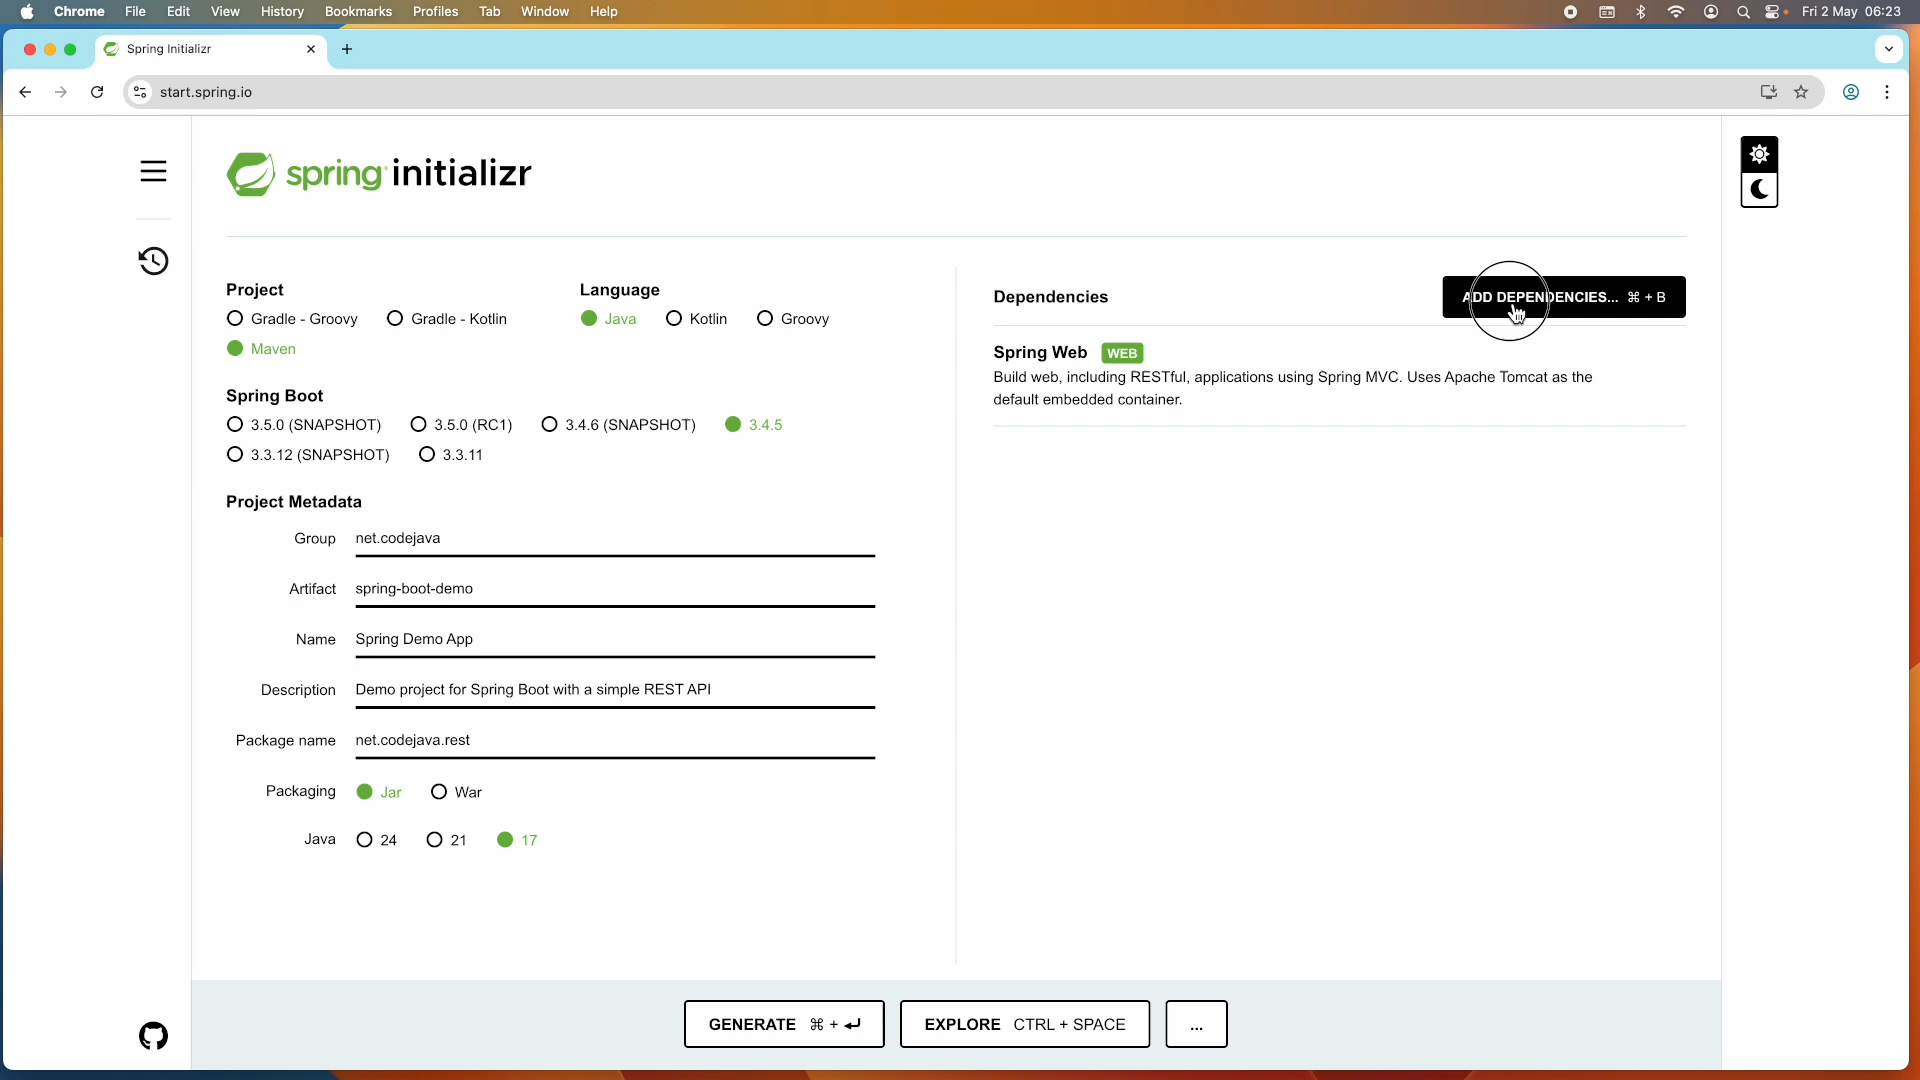 Chrome File Edit View History Bookmarks Profiles Tab Window Help Fri 2 May 06:23
Spring Initializr
start.spring.io
spring initializr
Project
Gradle - Groovy Gradle - Kotlin
Maven
Language
Java Kotlin Groovy
Spring Boot
3.5.0 (SNAPSHOT) 3.5.0 (RC1) 3.4.6 (SNAPSHOT) 3.4.5
3.3.12 (SNAPSHOT) 3.3.11
Project Metadata
Group net.codejava
Artifact spring-boot-demo
Name Spring Demo App
Description Demo project for Spring Boot with a simple REST API
Package name net.codejava.rest
Packaging Jar War
Java 24 21 17
Dependencies ADD DEPENDENCIES... ⌘ + B
Spring Web WEB
Build web, including RESTful, applications using Spring MVC. Uses Apache Tomcat as the
default embedded container.
GENERATE ⌘ + ↵ EXPLORE CTRL + SPACE ...